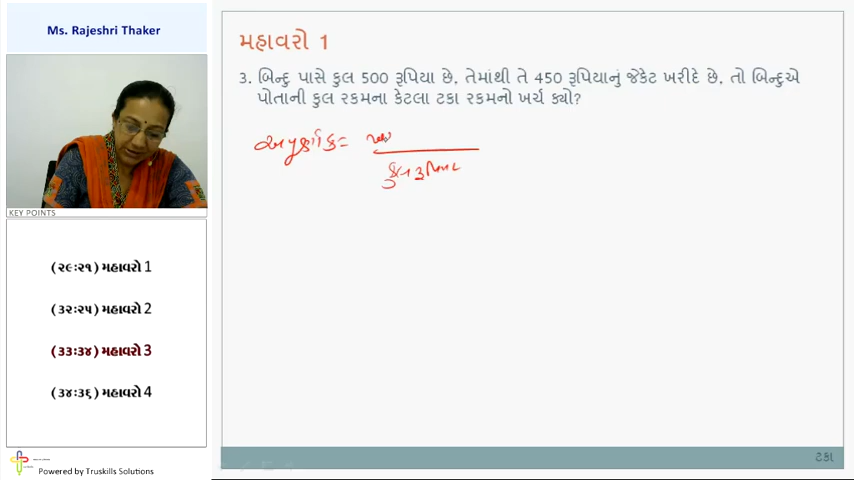 Ms. Rajeshri Thaker
KEY POINTS
(૨૯:૨૧) મહાવરો 1
(૩૨:૨૫) મહાવરો 2
(૩૩:૩૪) મહાવરો 3
(૩૪:૩૬) મહાવરો 4
Powered by Truskills Solutions
મહાવરો 1
3. બિન્દુ પાસે કુલ 500 રૂપિયા છે, તેમાંથી તે 450 રૂપિયાનું જેકેટ ખરીદે છે, તો બિન્દુએ
પોતાની કુલ રકમના કેટલા ટકા રકમનો ખર્ચ ક્યો?
અપૂર્ણાંક =
કુલ
ટકા